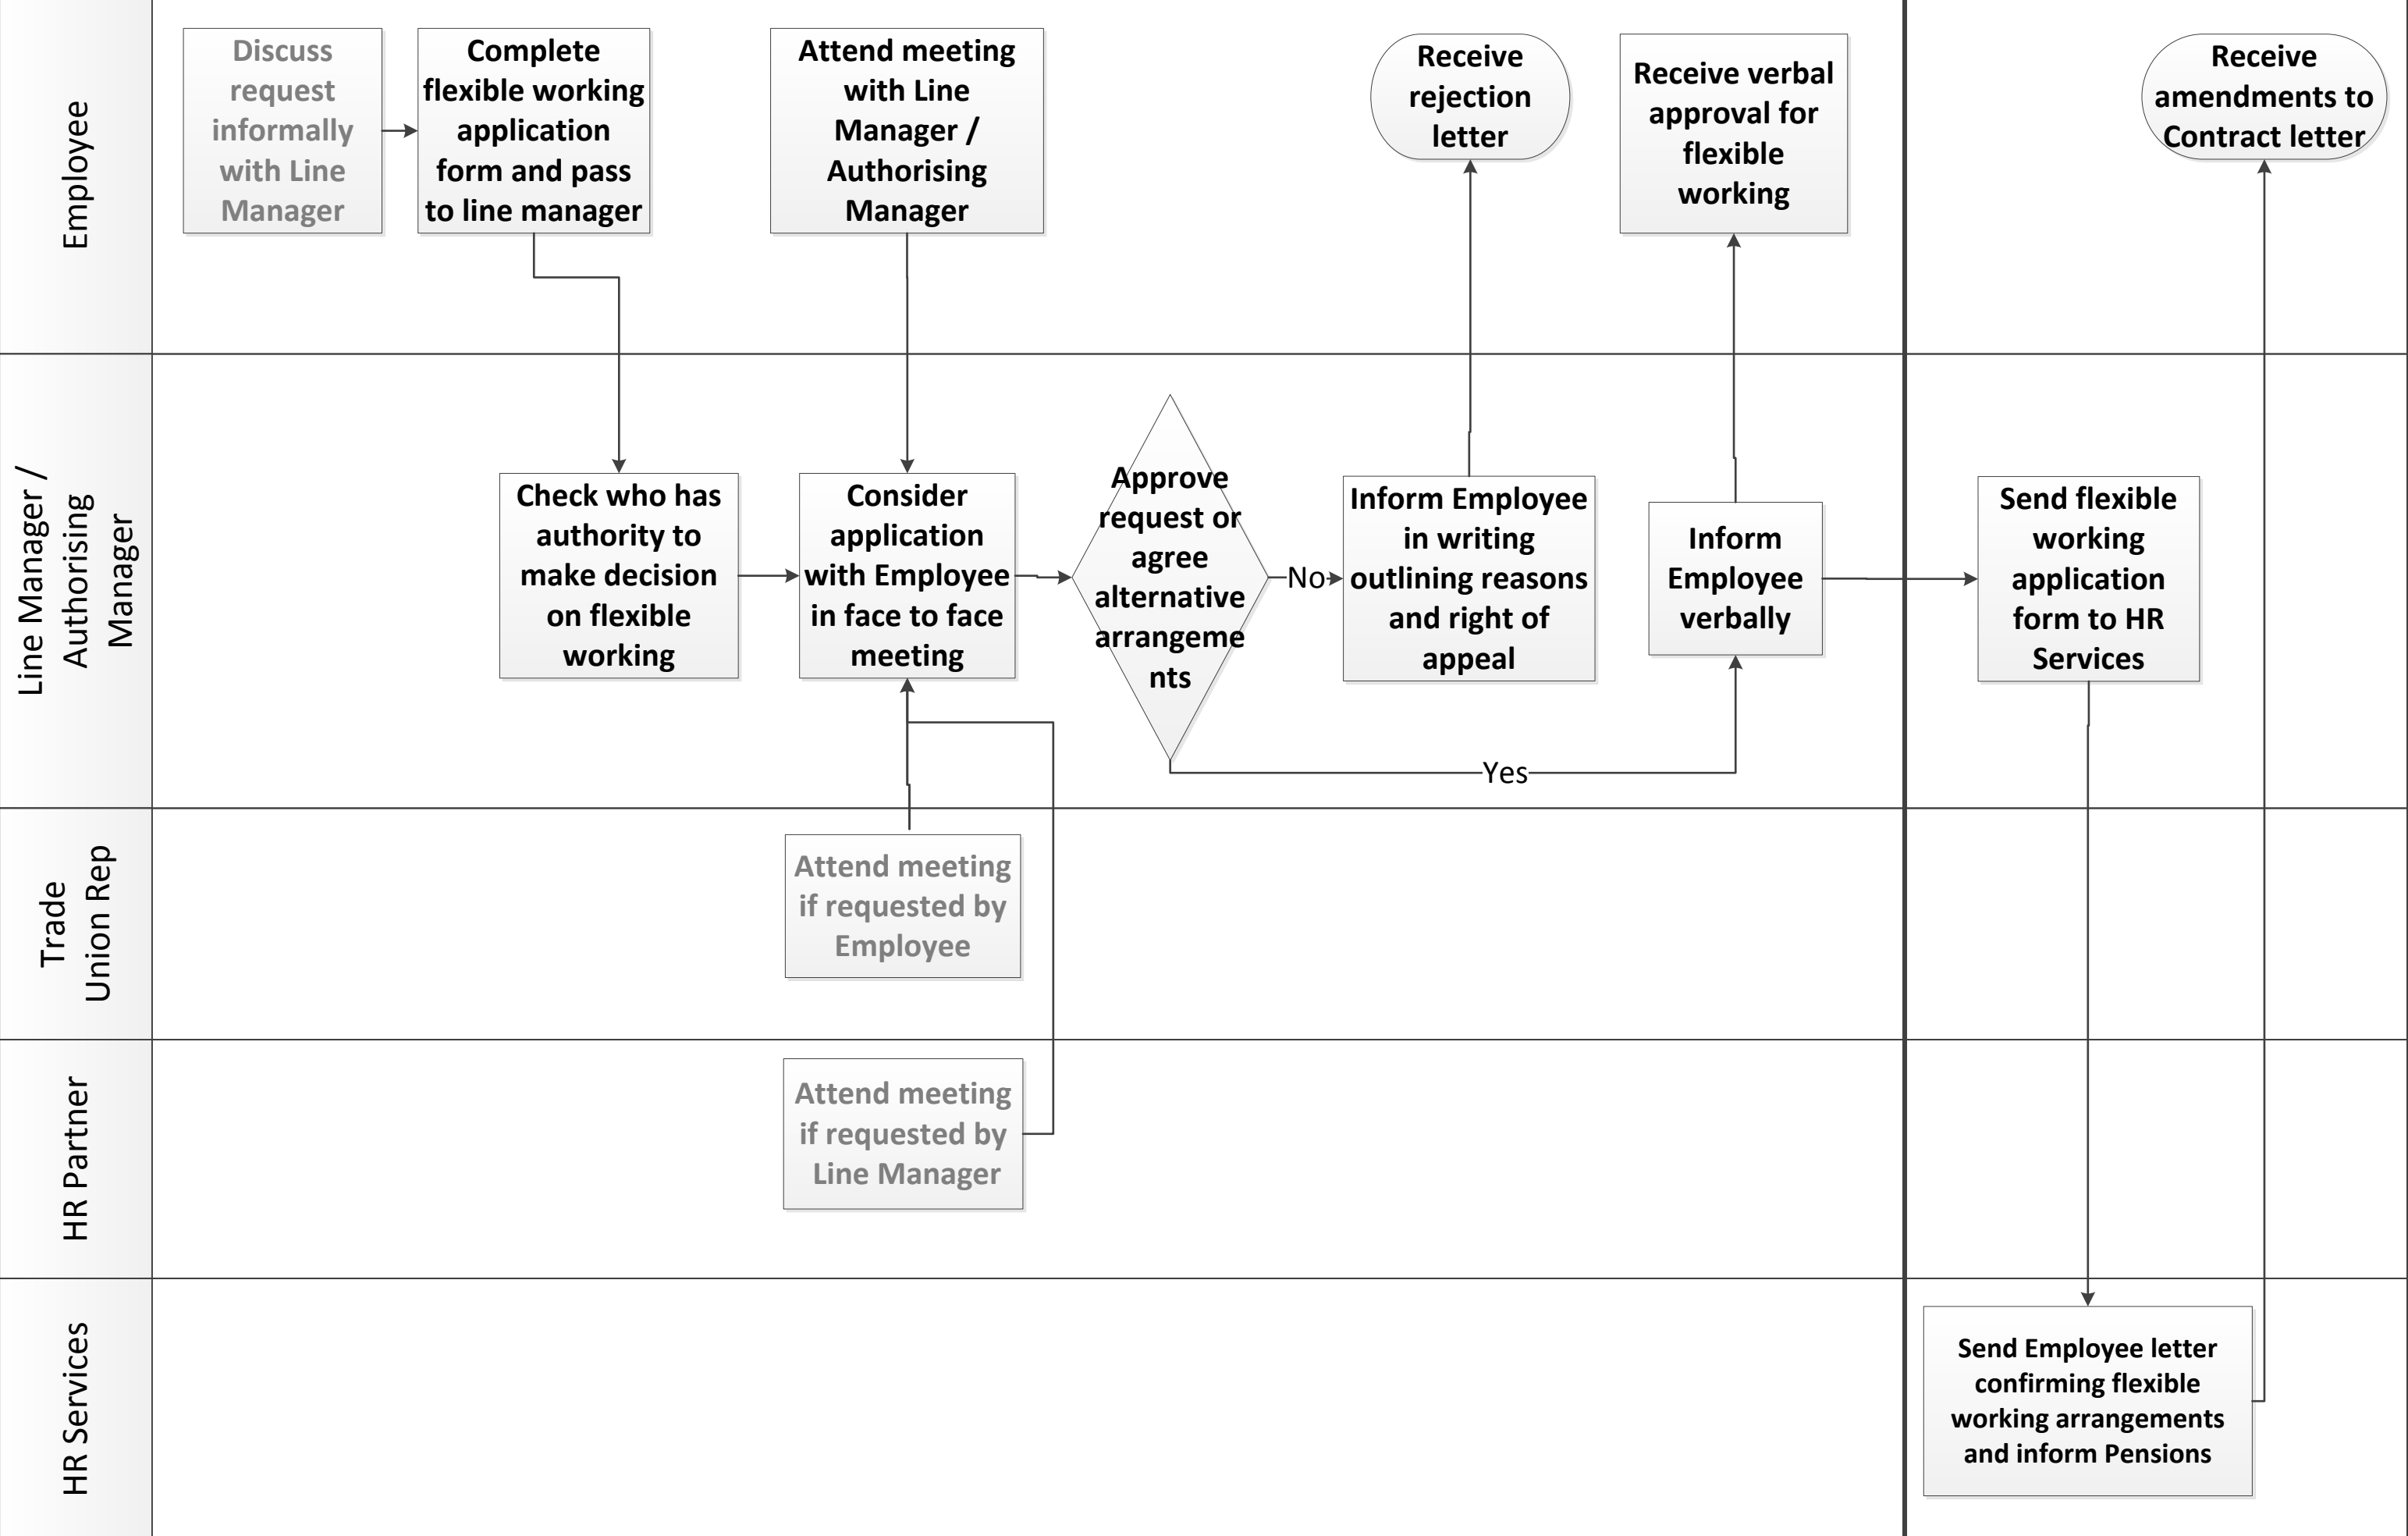 Employee
Discuss
request
informally
with Line
Manager
Complete
flexible working
application
form and pass
to line manager
Attend meeting
with Line
Manager /
Authorising
Manager
Receive
rejection
letter
Receive verbal
approval for
flexible
working
Receive
amendments to
Contract letter
Line Manager /
Authorising
Manager
Check who has
authority to
make decision
on flexible
working
Consider
application
with Employee
in face to face
meeting
Approve
request or
agree
alternative
arrangeme
nts
No
Inform Employee
in writing
outlining reasons
and right of
appeal
Inform
Employee
verbally
Send flexible
working
application
form to HR
Services
Yes
Trade
Union Rep
Attend meeting
if requested by
Employee
HR Partner
Attend meeting
if requested by
Line Manager
HR Services
Send Employee letter
confirming flexible
working arrangements
and inform Pensions